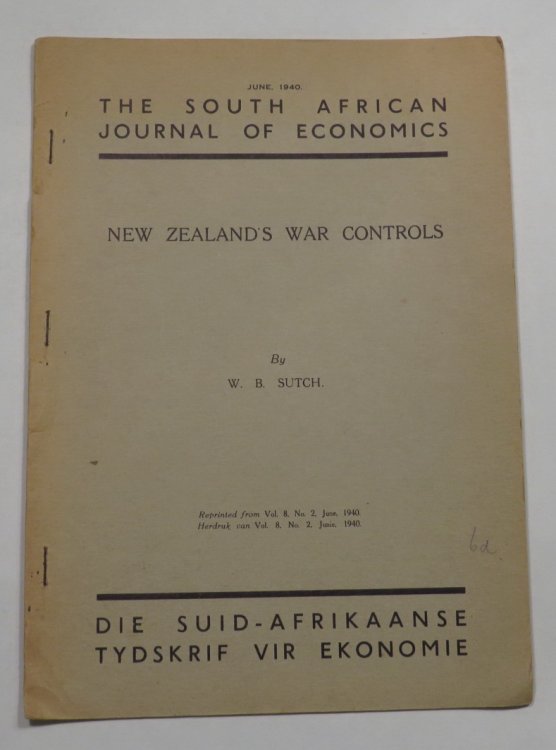 JUNE, 1940.
THE SOUTH AFRICAN
JOURNAL OF ECONOMICS
NEW ZEALAND'S WAR CONTROLS
By
W. B. SUTCH.
Reprinted from Vol. 8, No. 2, June, 1940.
Herdruk van Vol. 8, No. 2, Junie, 1940.
6d.
DIE SUID-AFRIKAANSE
TYDSKRIF VIR EKONOMIE